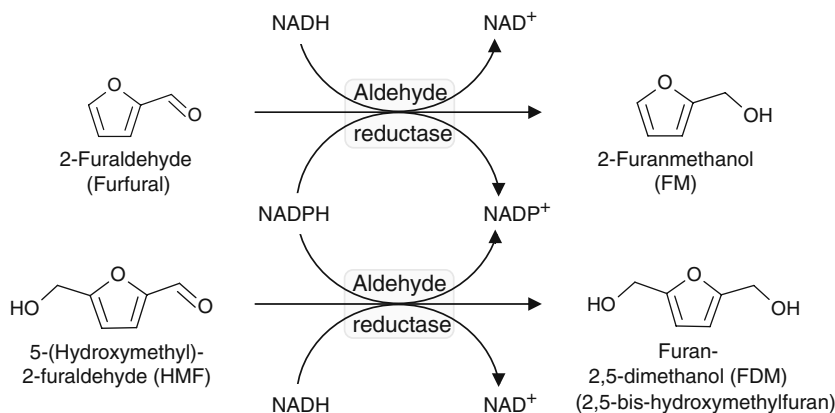 NADH NAD+
Aldehyde
reductase
O
O
O
OH
2-Furaldehyde
(Furfural)
2-Furanmethanol
(FM)
NADPH NADP+
Aldehyde
reductase
HO
O
O
HO
O
OH
5-(Hydroxymethyl)-
2-furaldehyde (HMF)
Furan-
2,5-dimethanol (FDM)
(2,5-bis-hydroxymethylfuran)
NADH NAD+